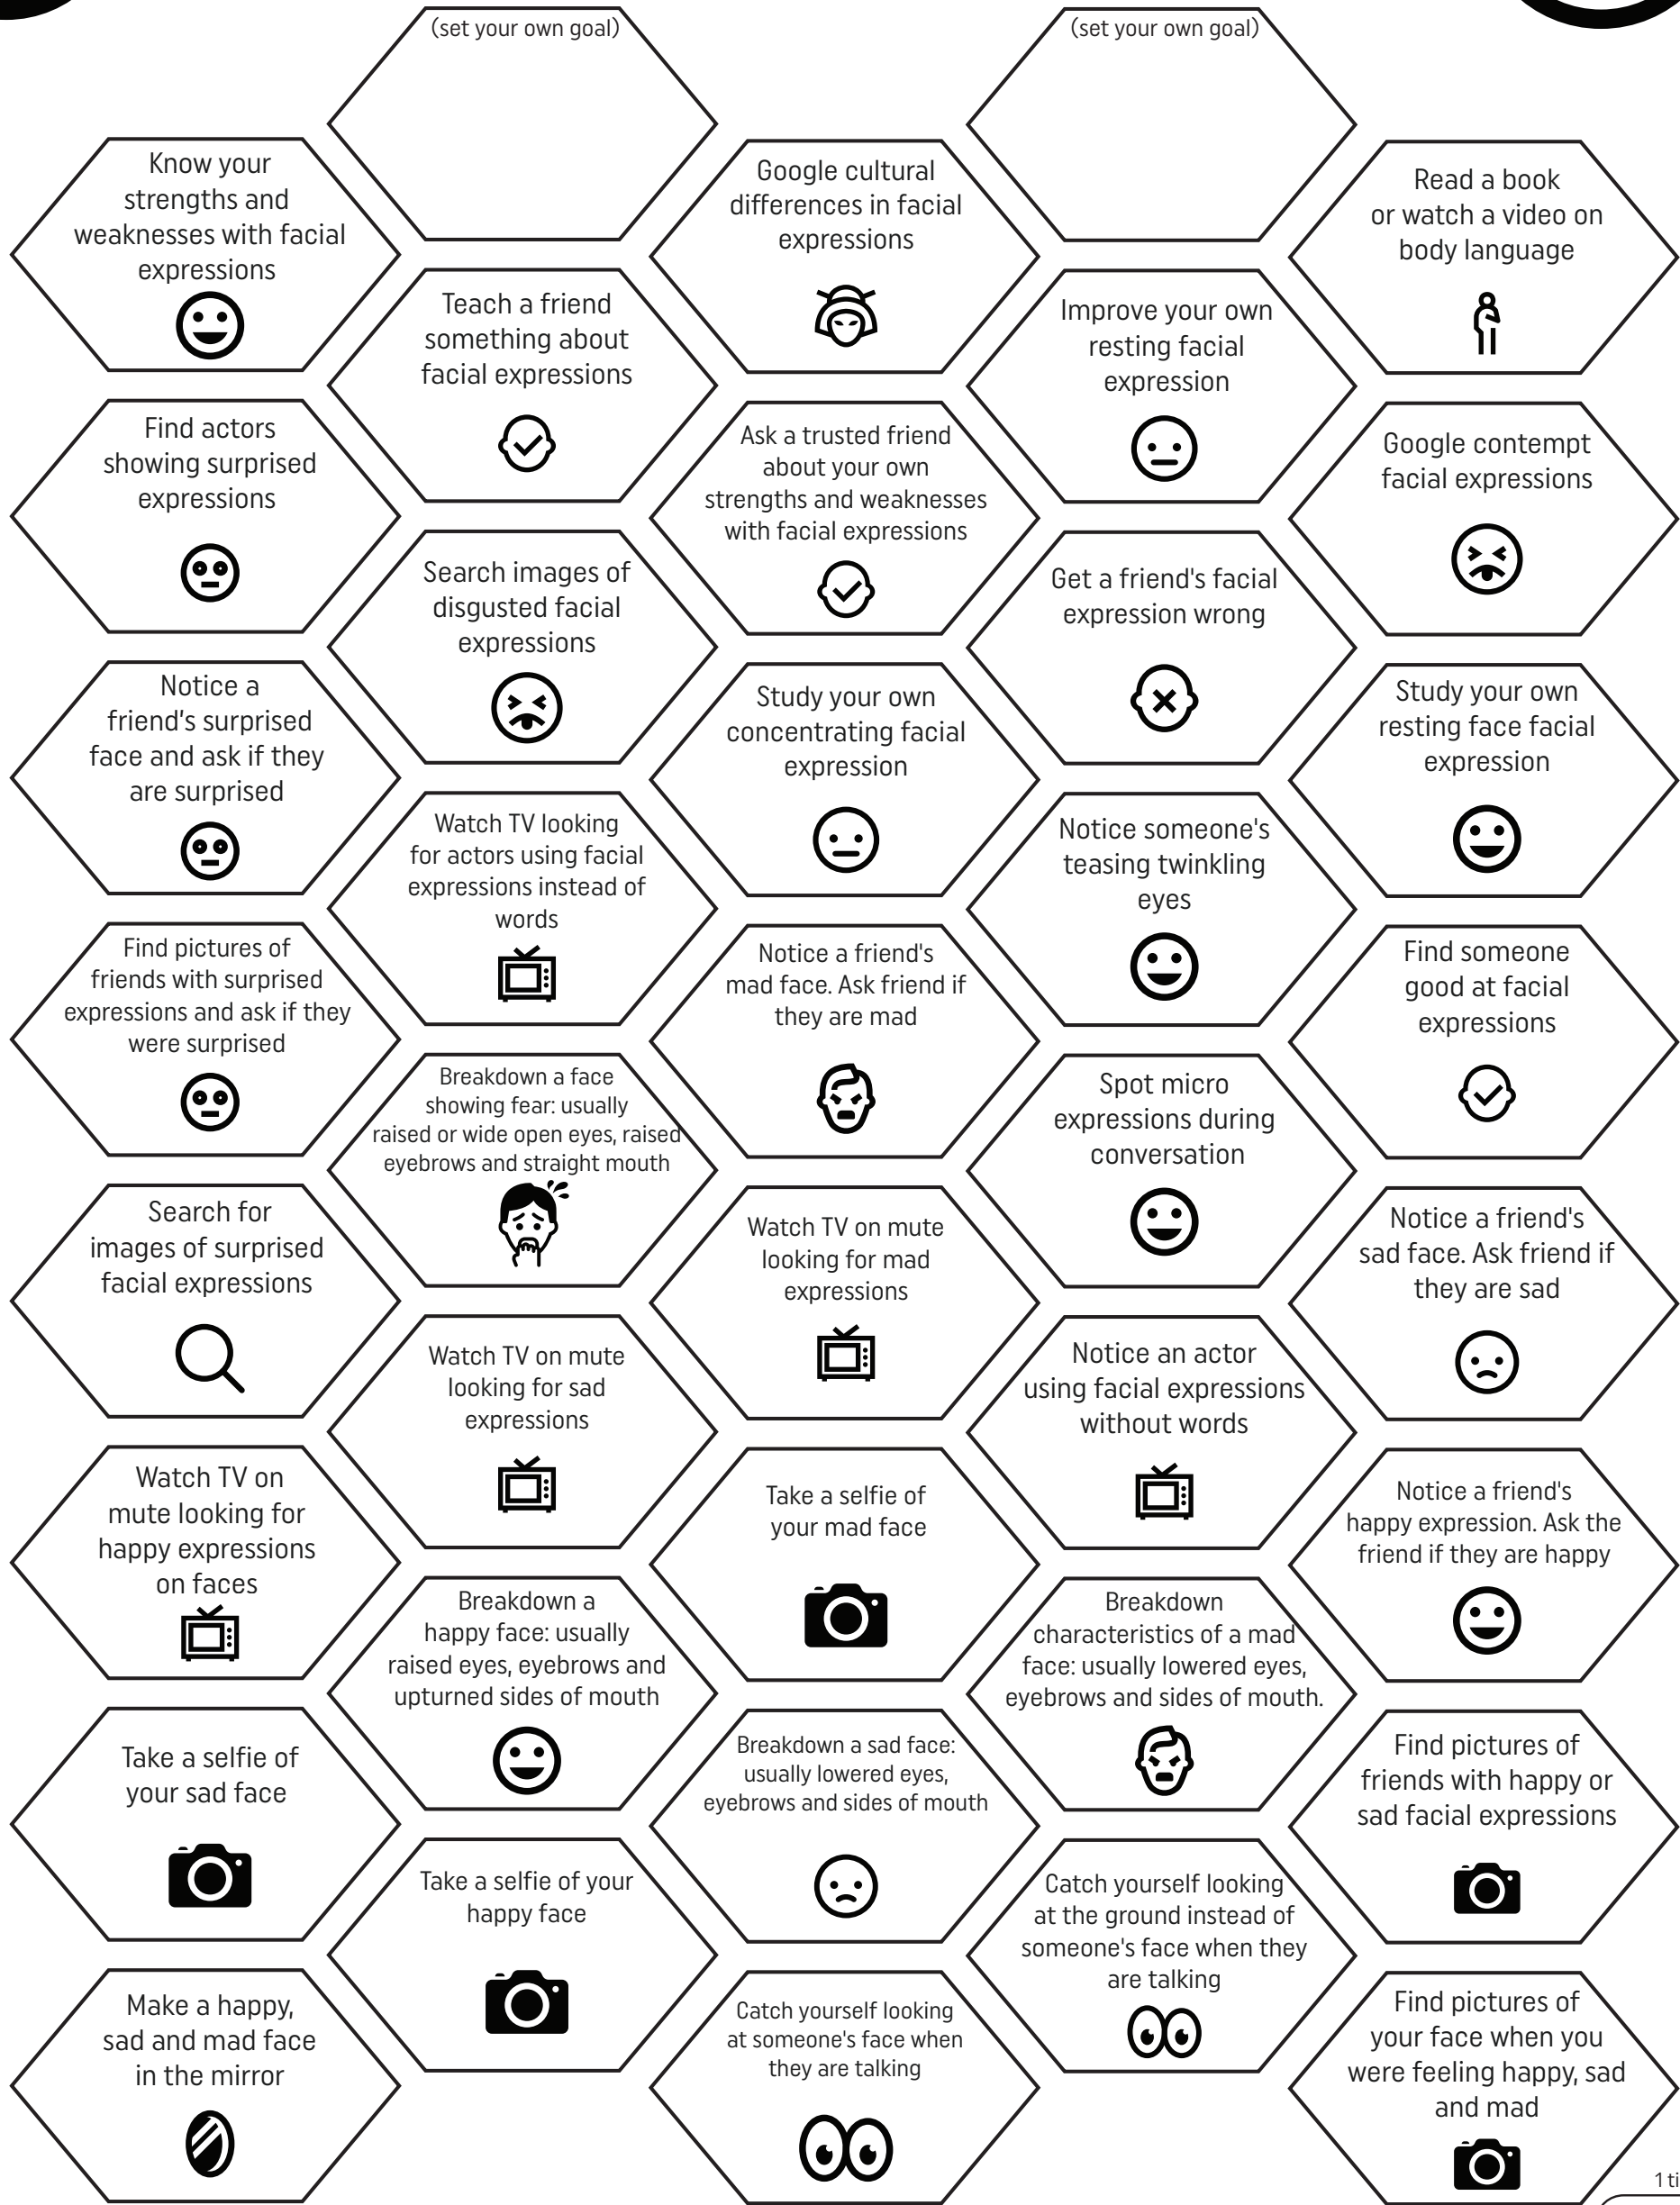 (set your own goal)
(set your own goal)
Know your
strengths and
weaknesses with facial
expressions
Google cultural
differences in facial
expressions
Read a book
or watch a video on
body language
Teach a friend
something about
facial expressions
Improve your own
resting facial
expression
Find actors
showing surprised
expressions
Ask a trusted friend
about your own
strengths and weaknesses
with facial expressions
Google contempt
facial expressions
Search images of
disgusted facial
expressions
Get a friend's facial
expression wrong
Notice a
friend's surprised
face and ask if they
are surprised
Study your own
concentrating facial
expression
Study your own
resting face facial
expression
Watch TV looking
for actors using facial
expressions instead of
words
Notice someone's
teasing twinkling
eyes
Find pictures of
friends with surprised
expressions and ask if they
were surprised
Notice a friend's
mad face. Ask friend if
they are mad
Find someone
good at facial
expressions
Breakdown a face
showing fear: usually
raised or wide open eyes, raised
eyebrows and straight mouth
Spot micro
expressions during
conversation
Search for
images of surprised
facial expressions
Watch TV on mute
looking for mad
expressions
Notice a friend's
sad face. Ask friend if
they are sad
Watch TV on mute
looking for sad
expressions
Notice an actor
using facial expressions
without words
Watch TV on
mute looking for
happy expressions
on faces
Take a selfie of
your mad face
Notice a friend's
happy expression. Ask the
friend if they are happy
Breakdown a
happy face: usually
raised eyes, eyebrows and
upturned sides of mouth
Breakdown
characteristics of a mad
face: usually lowered eyes,
eyebrows and sides of mouth.
Take a selfie of
your sad face
Breakdown a sad face:
usually lowered eyes,
eyebrows and sides of mouth
Find pictures of
friends with happy or
sad facial expressions
Take a selfie of your
happy face
Catch yourself looking
at the ground instead of
someone's face when they
are talking
Make a happy,
sad and mad face
in the mirror
Catch yourself looking
at someone's face when
they are talking
Find pictures of
your face when you
were feeling happy, sad
and mad
1 ti